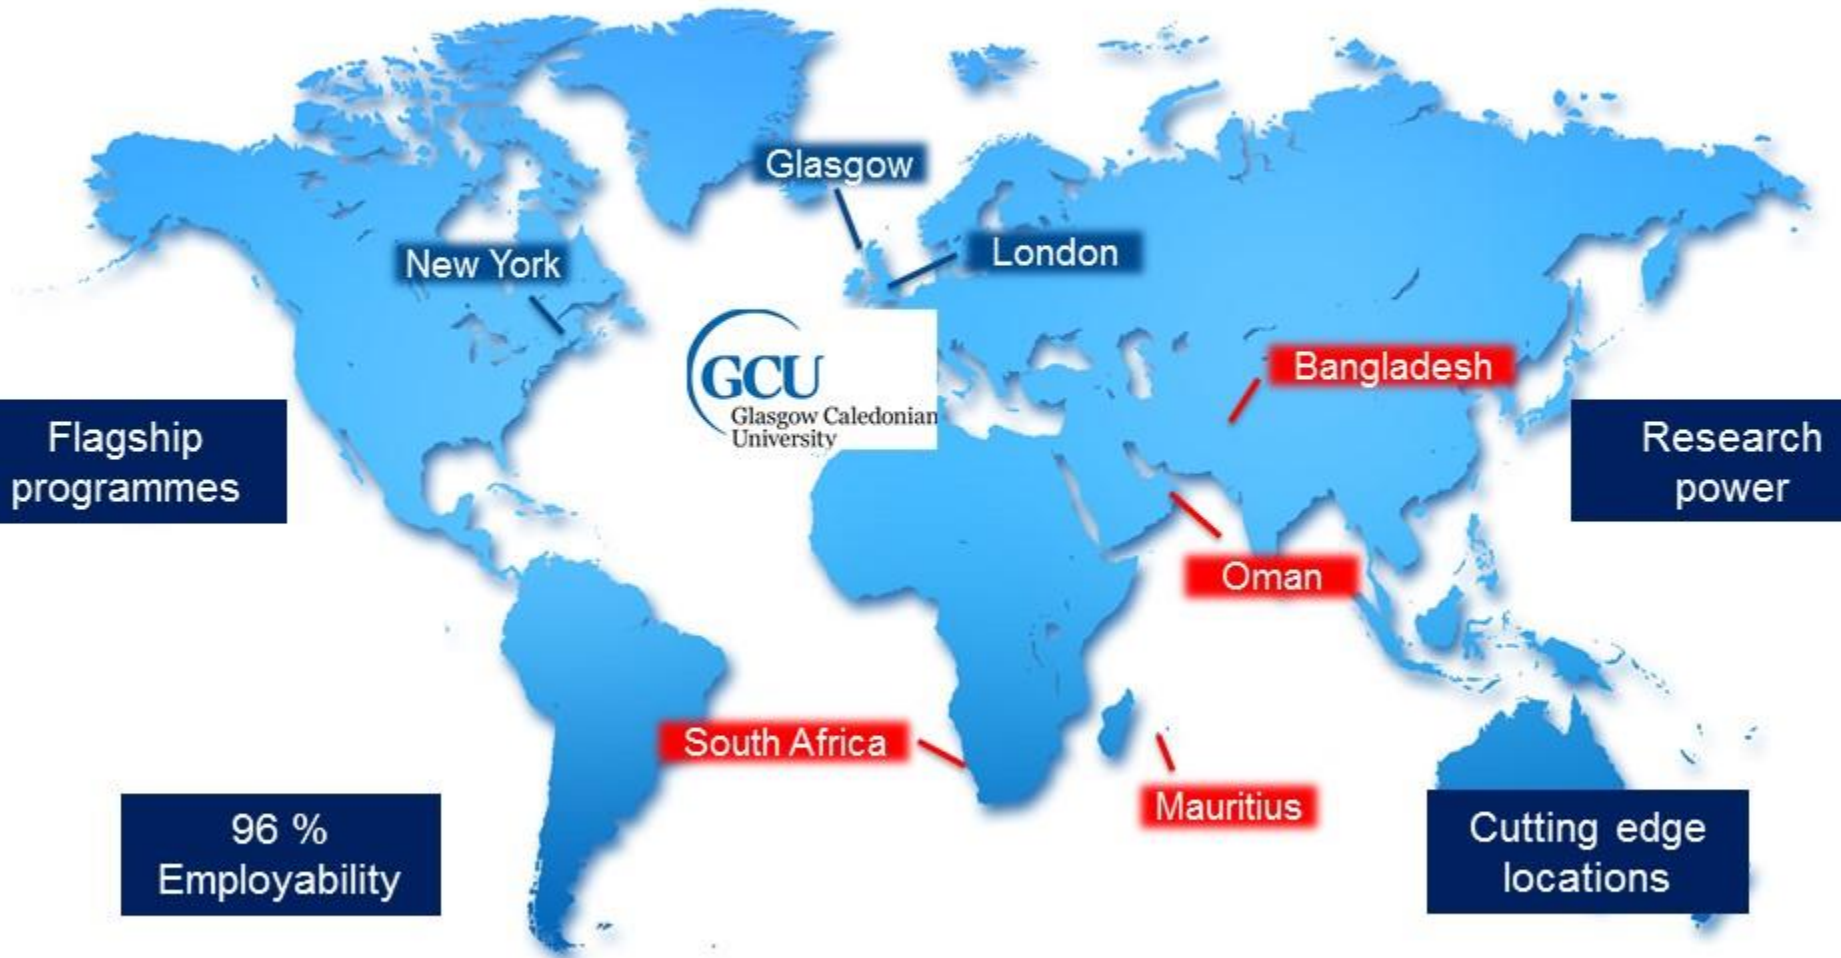 Glasgow
London
New York
GCU
Glasgow Caledonian
University
Bangladesh
Flagship
programmes
Research
power
Oman
South Africa
Mauritius
96 %
Employability
Cutting edge
locations